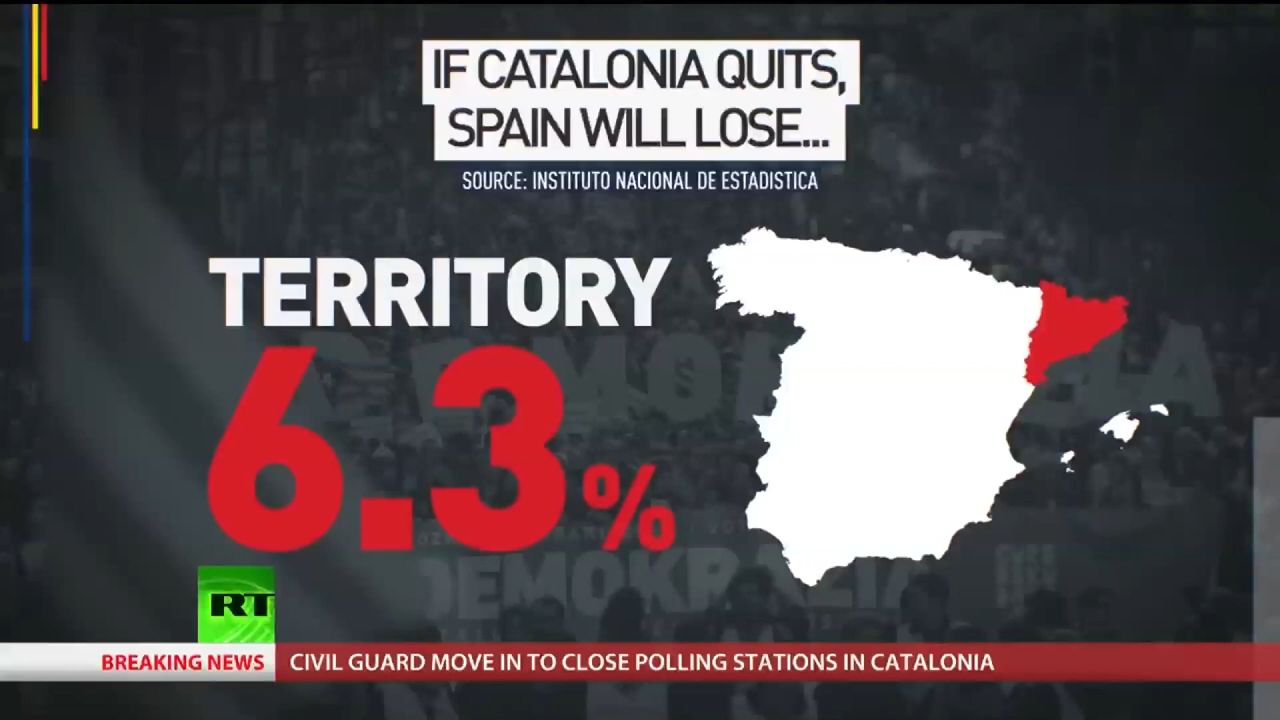 IF CATALONIA QUITS,
SPAIN WILL LOSE...
SOURCE: INSTITUTO NACIONAL DE ESTADISTICA
TERRITORY
6.3%
DEMOKRAZIA
RT
BREAKING NEWS CIVIL GUARD MOVE IN TO CLOSE POLLING STATIONS IN CATALONIA